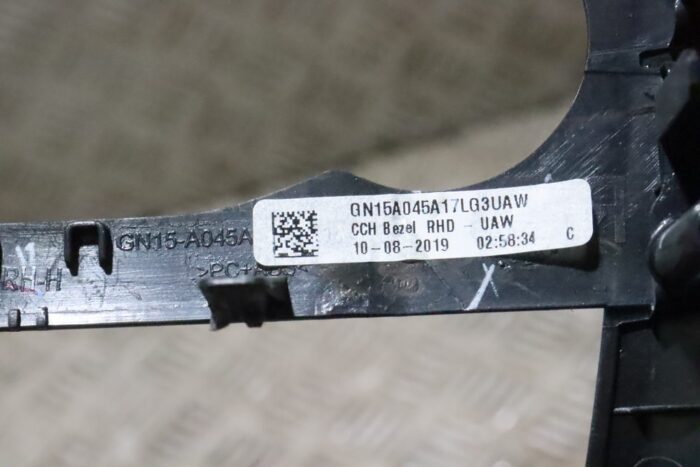 GN15A045A17LG3UAW
CCH Bezel RHD - UAW
10-08-2019 02:58:34 C
GN15-A045A
>PC+ABS<